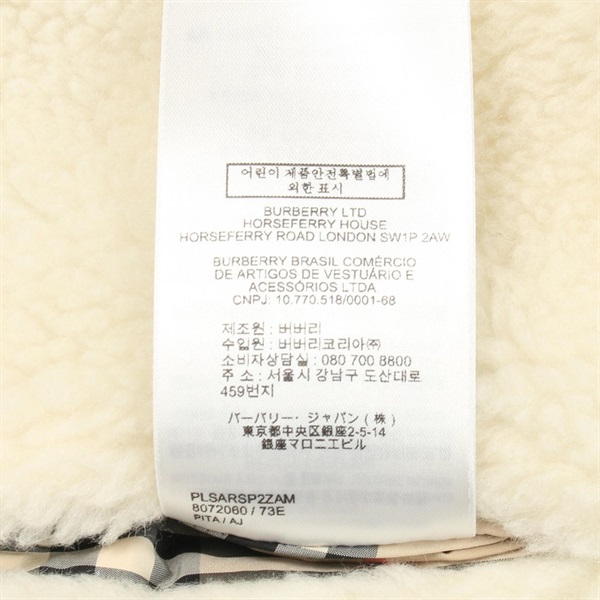 어린이 제품안전특별법에
의한 표시
BURBERRY LTD
HORSEFERRY HOUSE
HORSEFERRY ROAD LONDON SW1P 2AW
BURBERRY BRASIL COMÉRCIO
DE ARTIGOS DE VESTUÁRIO E
ACESSÓRIOS LTDA
CNPJ: 10.770.518/0001-68
제조원 : 버버리
수입원 : 버버리코리아㈜
소비자상담실 : 080 700 8800
주 소 : 서울시 강남구 도산대로
459번지
バーバリー・ジャパン (株)
東京都中央区銀座2-5-14
銀座マロニエビル
PLSARSP2ZAM
8072060 / 73E
PITA / AJ